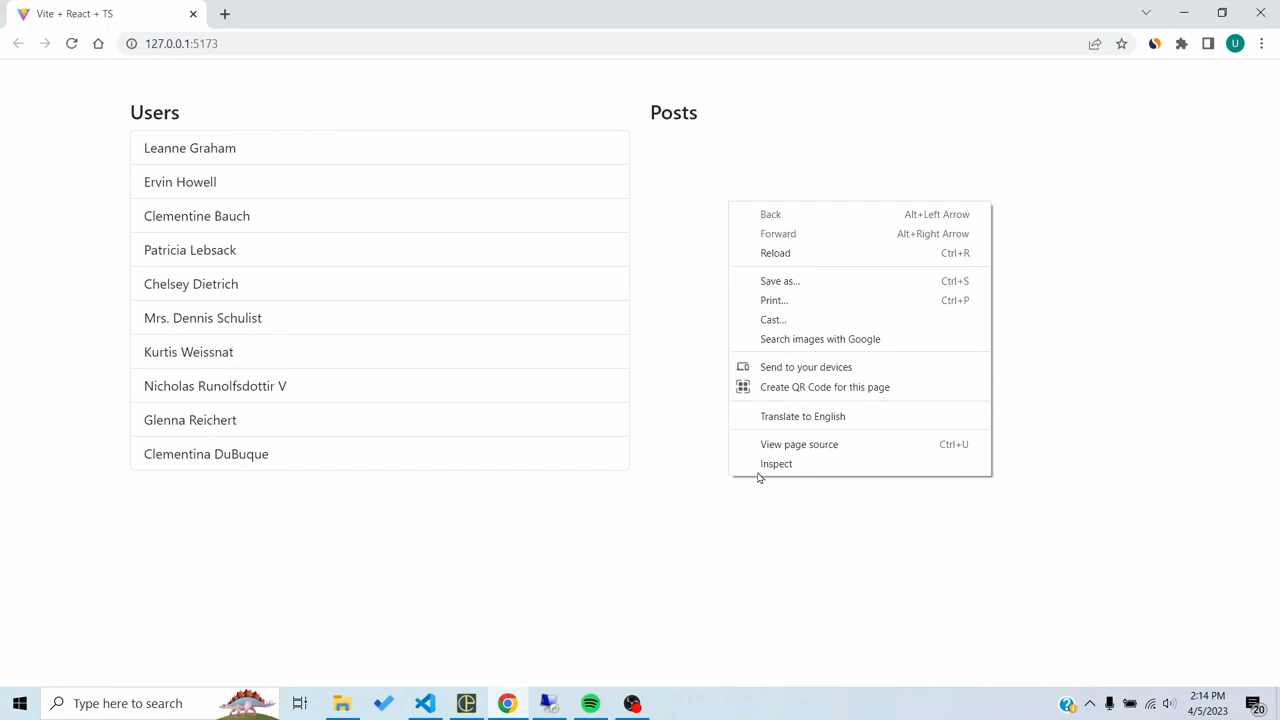 Vite + React + TS
127.0.0.1:5173
U
Users
Leanne Graham
Ervin Howell
Clementine Bauch
Patricia Lebsack
Chelsey Dietrich
Mrs. Dennis Schulist
Kurtis Weissnat
Nicholas Runolfsdottir V
Glenna Reichert
Clementina DuBuque
Posts
Back Alt+Left Arrow
Forward Alt+Right Arrow
Reload Ctrl+R
Save as... Ctrl+S
Print... Ctrl+P
Cast...
Search images with Google
Send to your devices
Create QR Code for this page
Translate to English
View page source Ctrl+U
Inspect
Type here to search
2:14 PM
4/5/2023
20